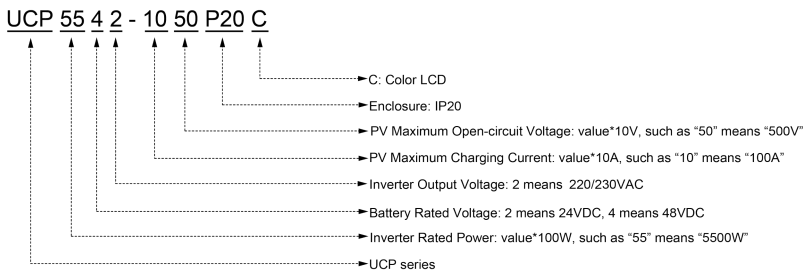 UCP 55 4 2 - 10 50 P20 C
C: Color LCD
Enclosure: IP20
PV Maximum Open-circuit Voltage: value*10V, such as “50” means “500V”
PV Maximum Charging Current: value*10A, such as “10” means “100A”
Inverter Output Voltage: 2 means 220/230VAC
Battery Rated Voltage: 2 means 24VDC, 4 means 48VDC
Inverter Rated Power: value*100W, such as “55” means “5500W”
UCP series